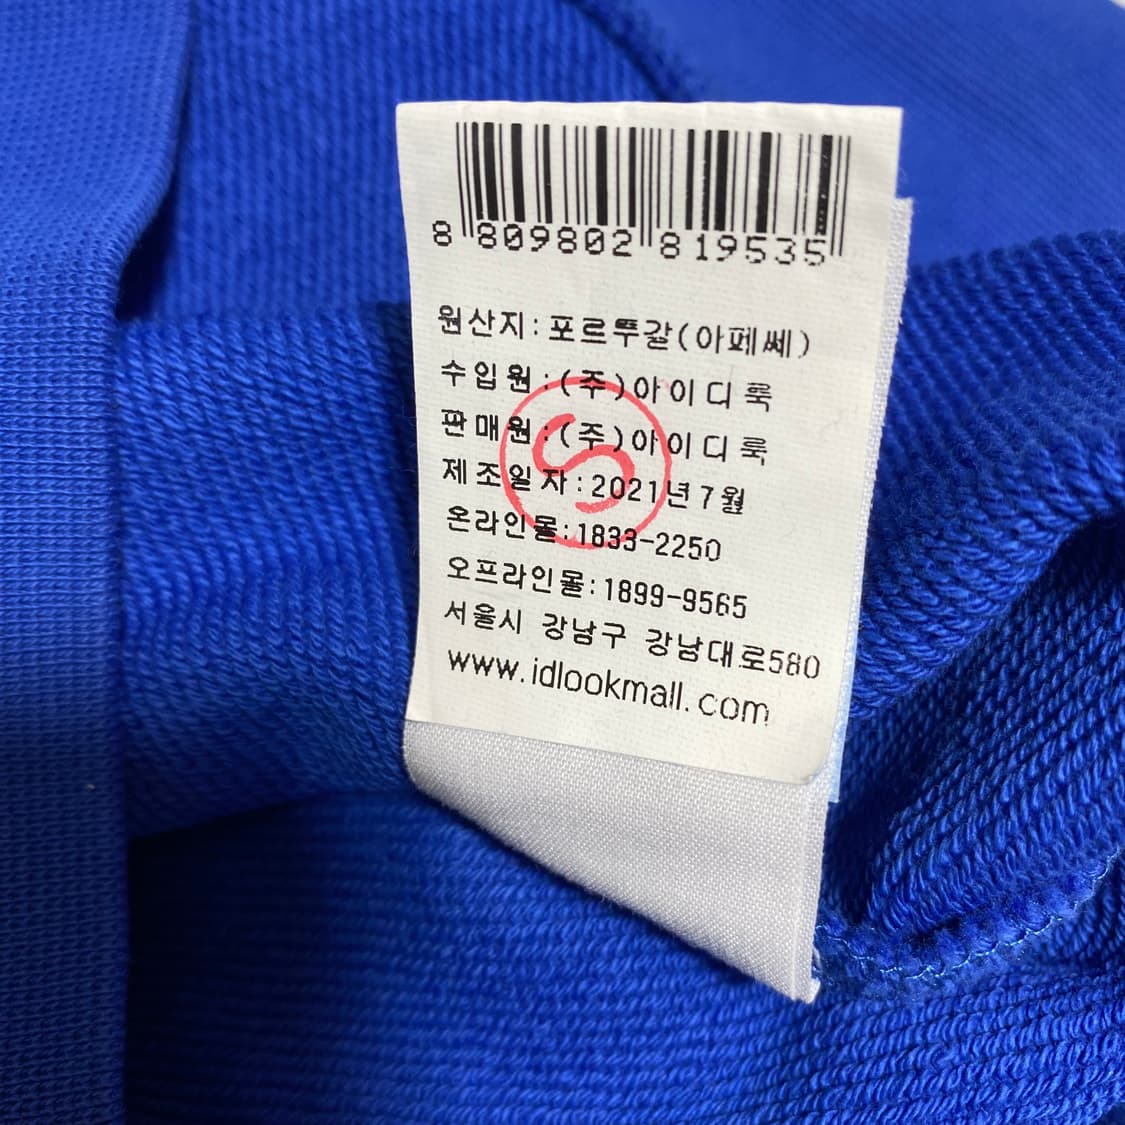 8 809802 819535
원산지:포르투갈(아페쎄)
수입원:(주)아이디룩
판매원:(주)아이디룩
제조일자:2021년7월
온라인몰:1833-2250
오프라인몰:1899-9565
서울시 강남구 강남대로580
www.idlookmall.com
S